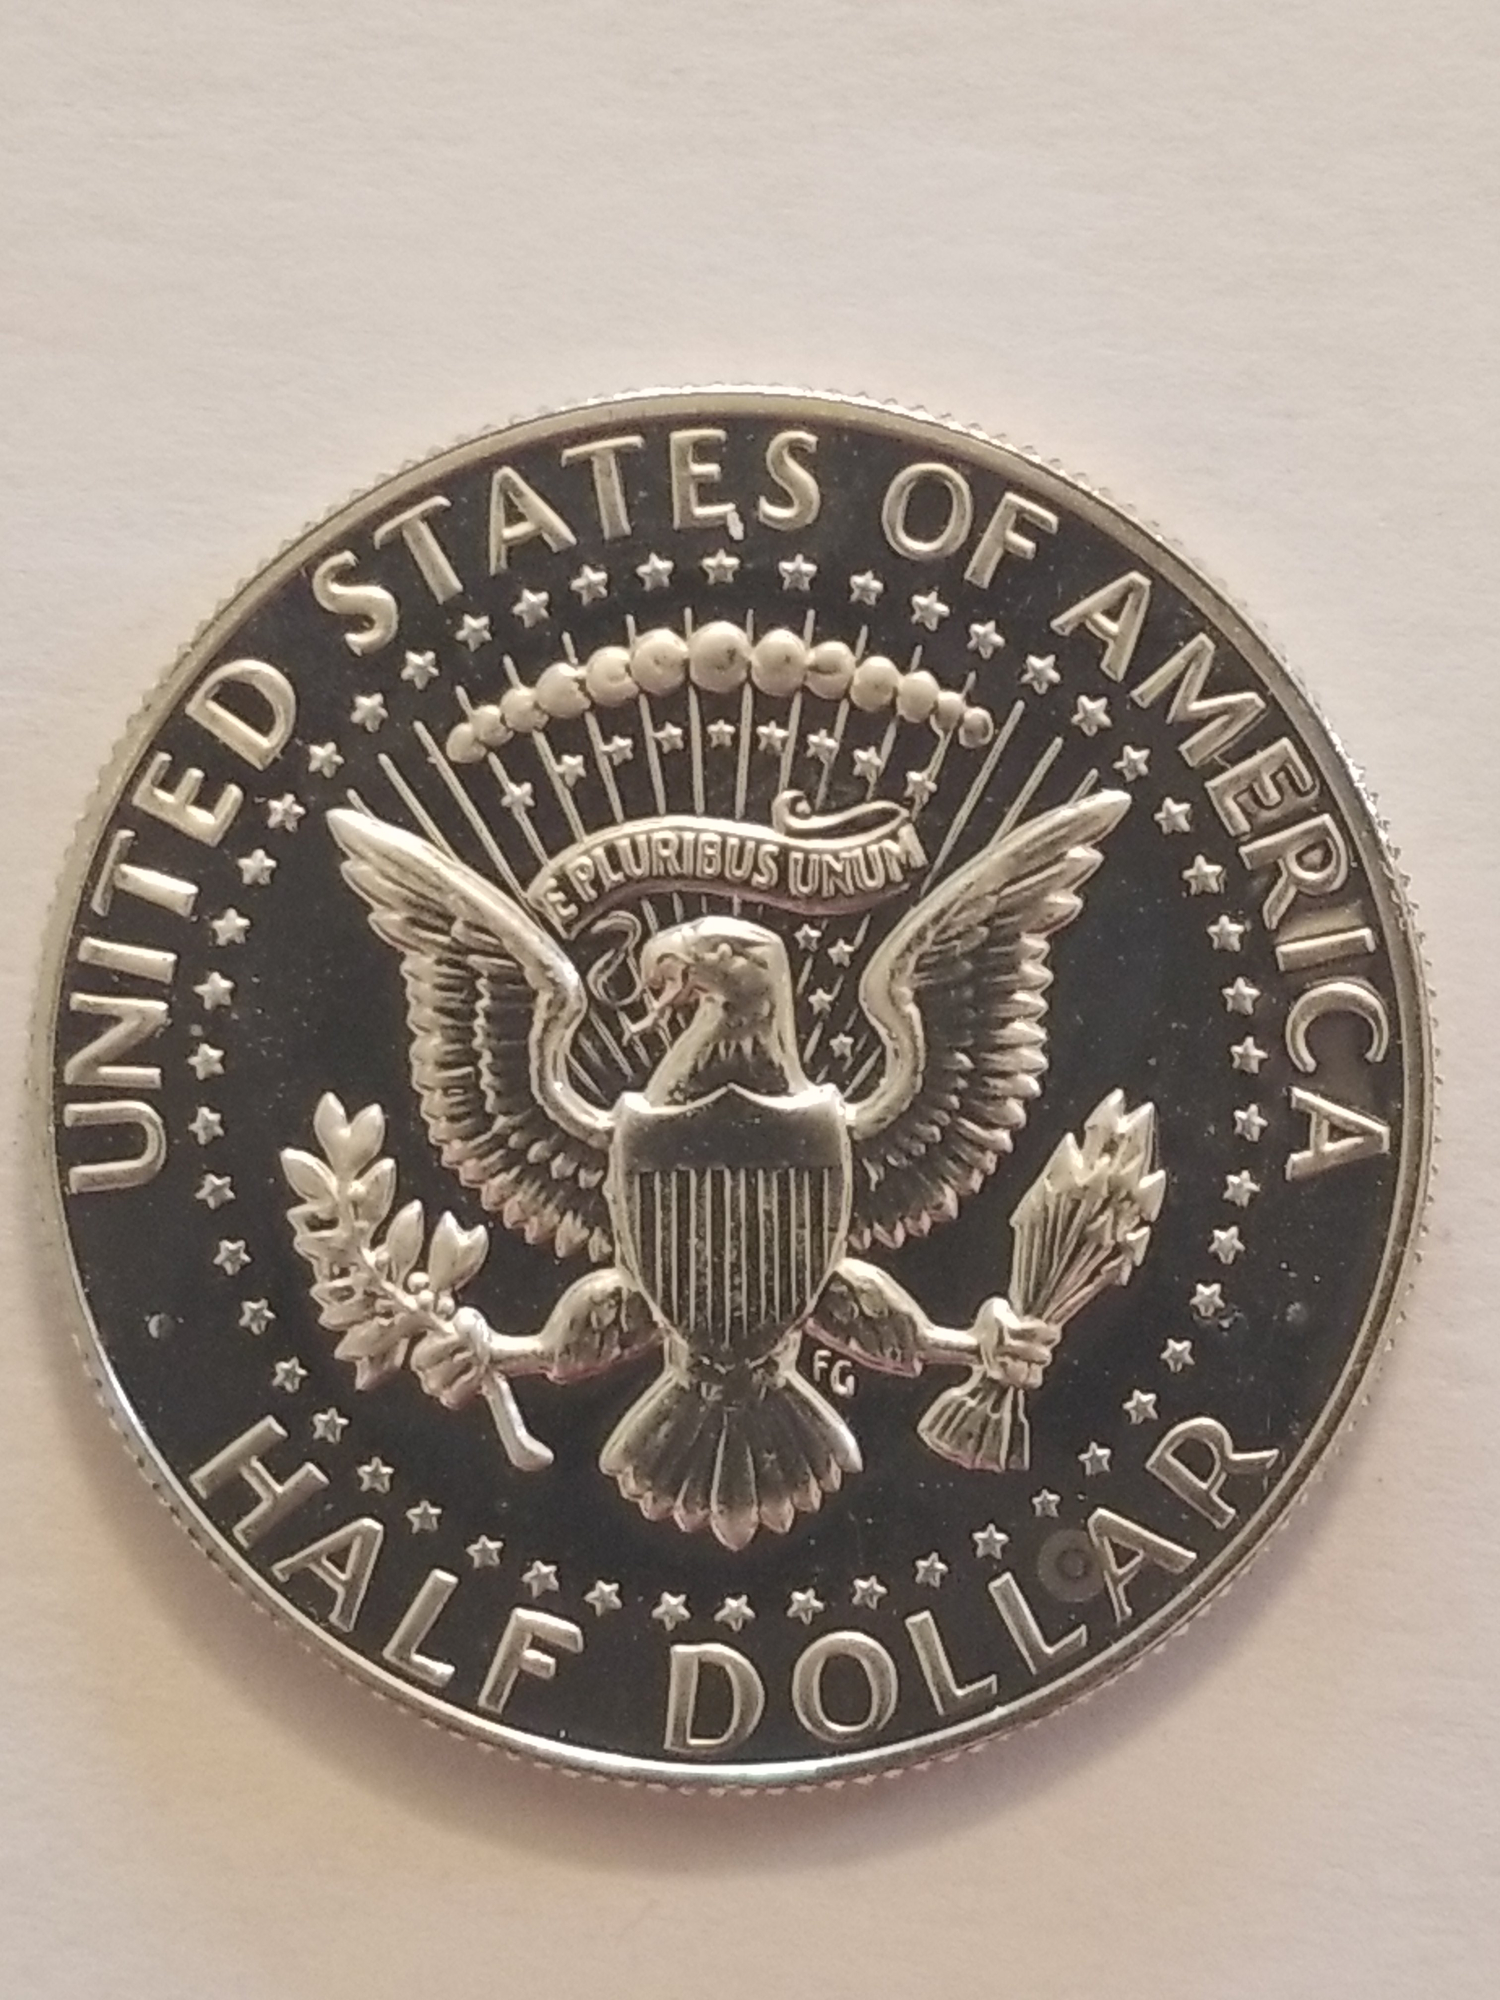 UNITED STATES OF AMERICA
E PLURIBUS UNUM
FG
HALF DOLLAR